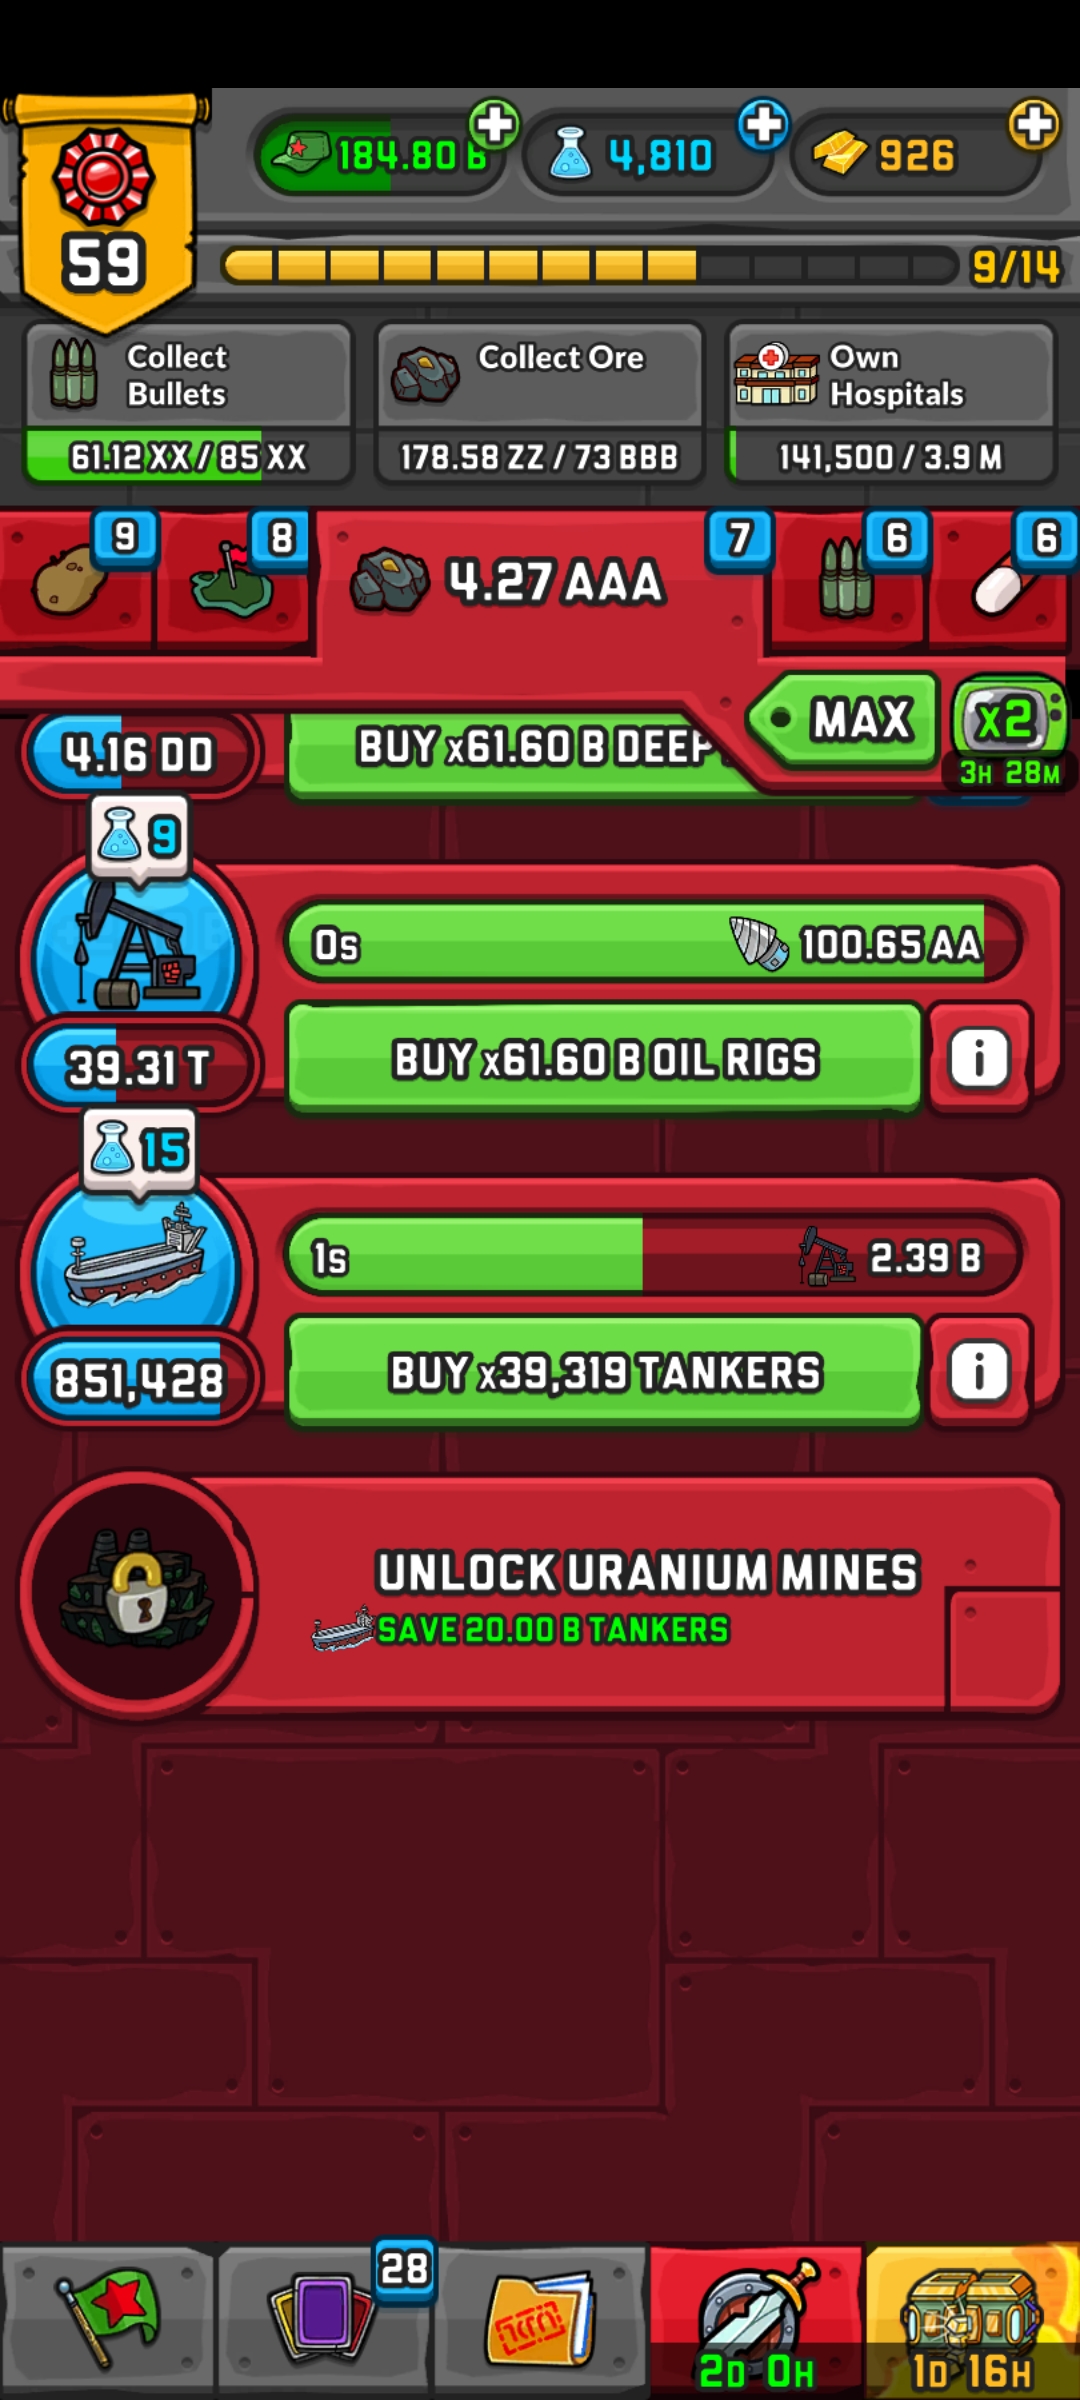 184.80 B
4,810
926
59
9/14
Collect
Bullets
Collect Ore
Own
Hospitals
61.12 XX / 85 XX
178.58 ZZ / 73 BBB
141,500 / 3.9 M
9
8
4.27 AAA
7
6
6
MAX
x2
3H 28M
4.16 DD
BUY x61.60 B DEEP
9
0s
100.65 AA
39.31 T
BUY x61.60 B OIL RIGS
i
15
1s
2.39 B
851,428
BUY x39,319 TANKERS
i
UNLOCK URANIUM MINES
SAVE 20.00 B TANKERS
28
2D 0H
1D 16H